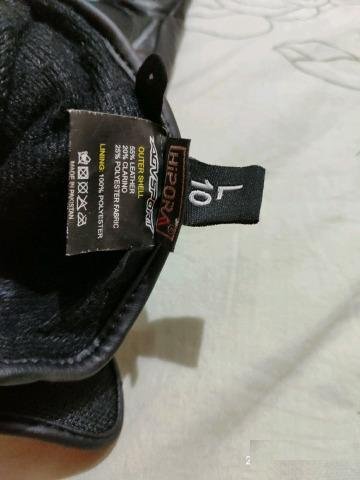 OUTER SHELL
55% LEATHER
20% CLARINO
25% POLYESTER FABRIC
LINING: 100% POLYESTER
MADE IN PAKISTAN
HIPORA
L
10